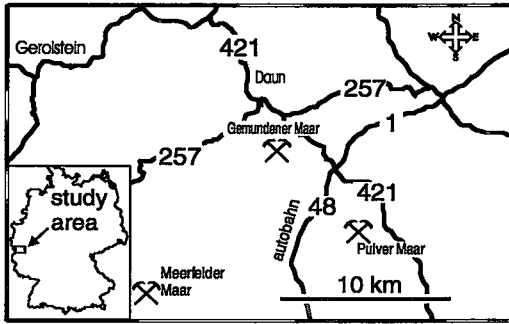 421
N
W E
S
Gerolstein
Daun
257
1
Gemundener Maar
257
study
area
48
421
autobahn
Pulver Maar
Meerfelder
Maar
10 km